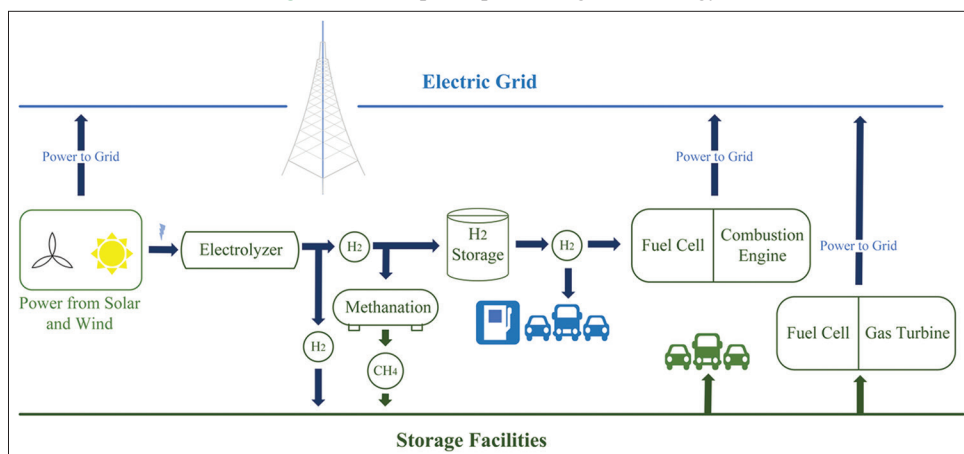 Electric Grid
Power to Grid
Power to Grid
Power to Grid
Electrolyzer
H2
H2
Storage
H2
Fuel Cell
Combustion
Engine
Power from Solar
and Wind
Methanation
H2
CH4
Fuel Cell
Gas Turbine
Storage Facilities